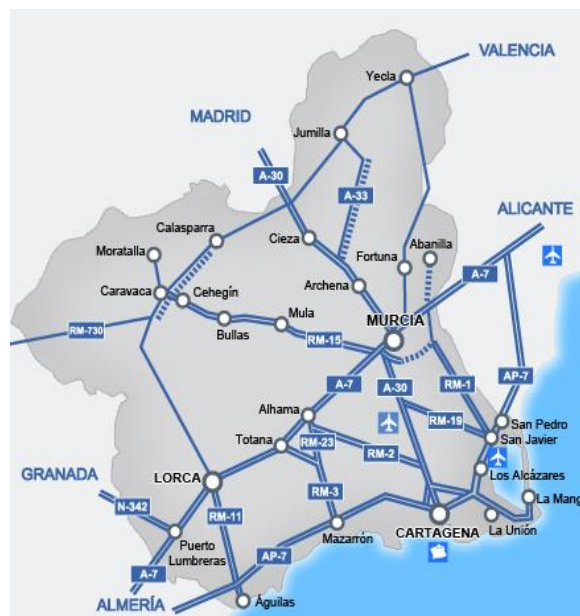 VALENCIA
Yecla
MADRID
Jumilla
A-30
A-33
ALICANTE
Calasparra
Moratalla
Cieza
Fortuna
Abanilla
A-7
Archena
Caravaca
Cehegín
Mula
Bullas
MURCIA
RM-730
RM-15
A-7
A-30
RM-1
AP-7
Alhama
RM-19
San Pedro
San Javier
Totana
RM-23
RM-2
GRANADA
LORCA
Los Alcázares
RM-3
La Mang
N-342
RM-11
CARTAGENA
La Unión
Puerto
Lumbreras
AP-7
Mazarrón
A-7
ALMERÍA
Águilas